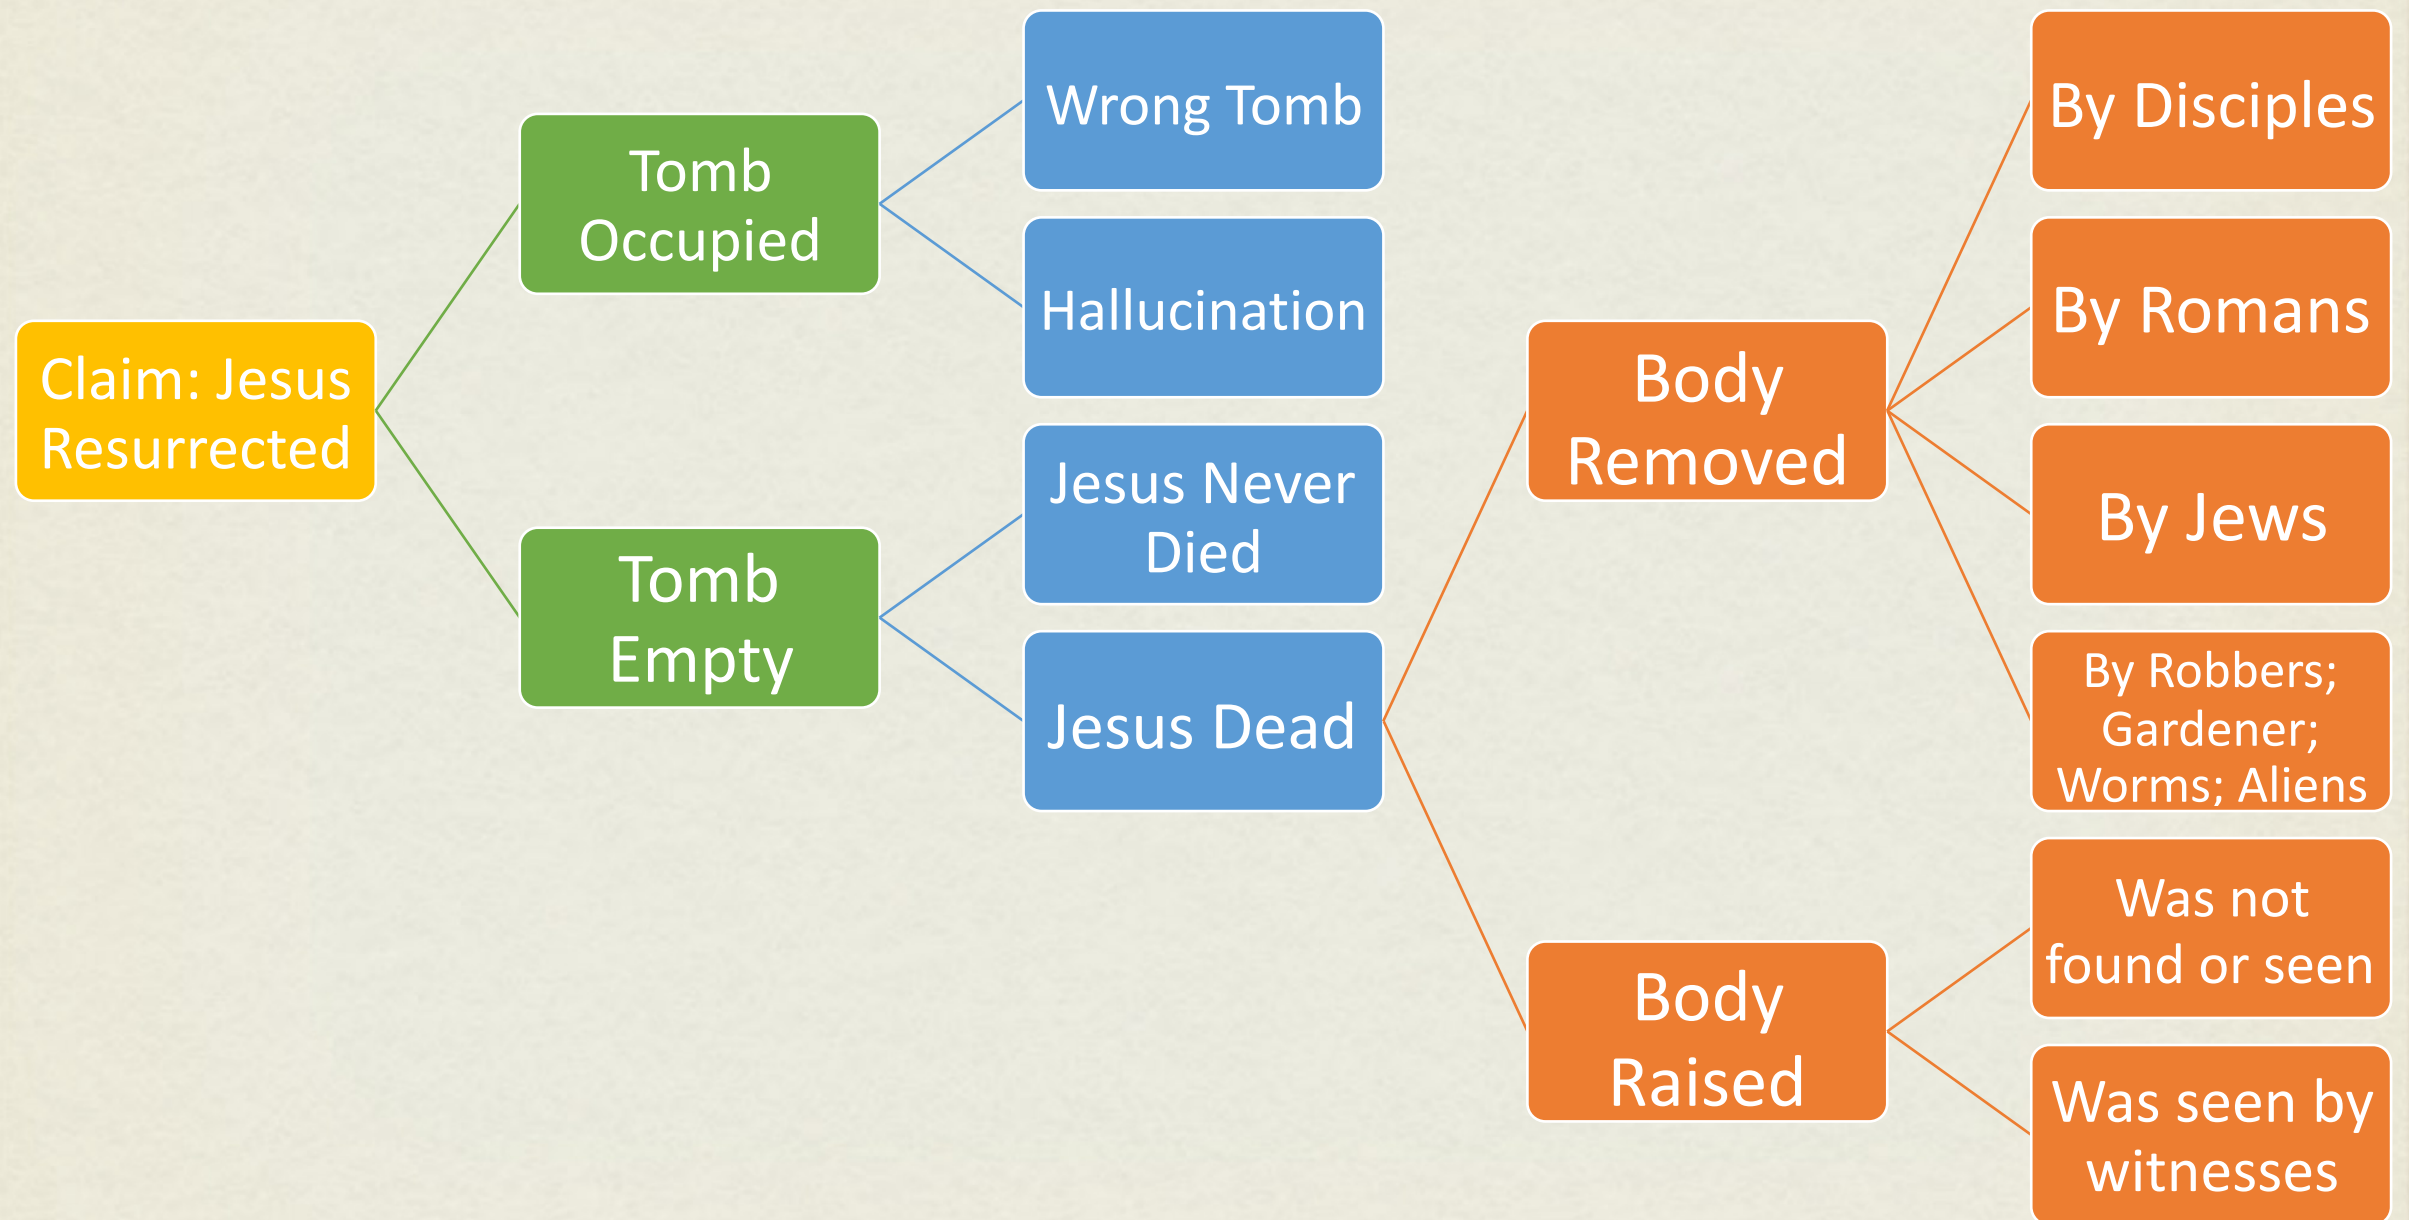 Claim: Jesus
Resurrected
Tomb
Occupied
Tomb
Empty
Wrong Tomb
Hallucination
Jesus Never
Died
Jesus Dead
Body
Removed
Body
Raised
By Disciples
By Romans
By Jews
By Robbers;
Gardener;
Worms; Aliens
Was not
found or seen
Was seen by
witnesses